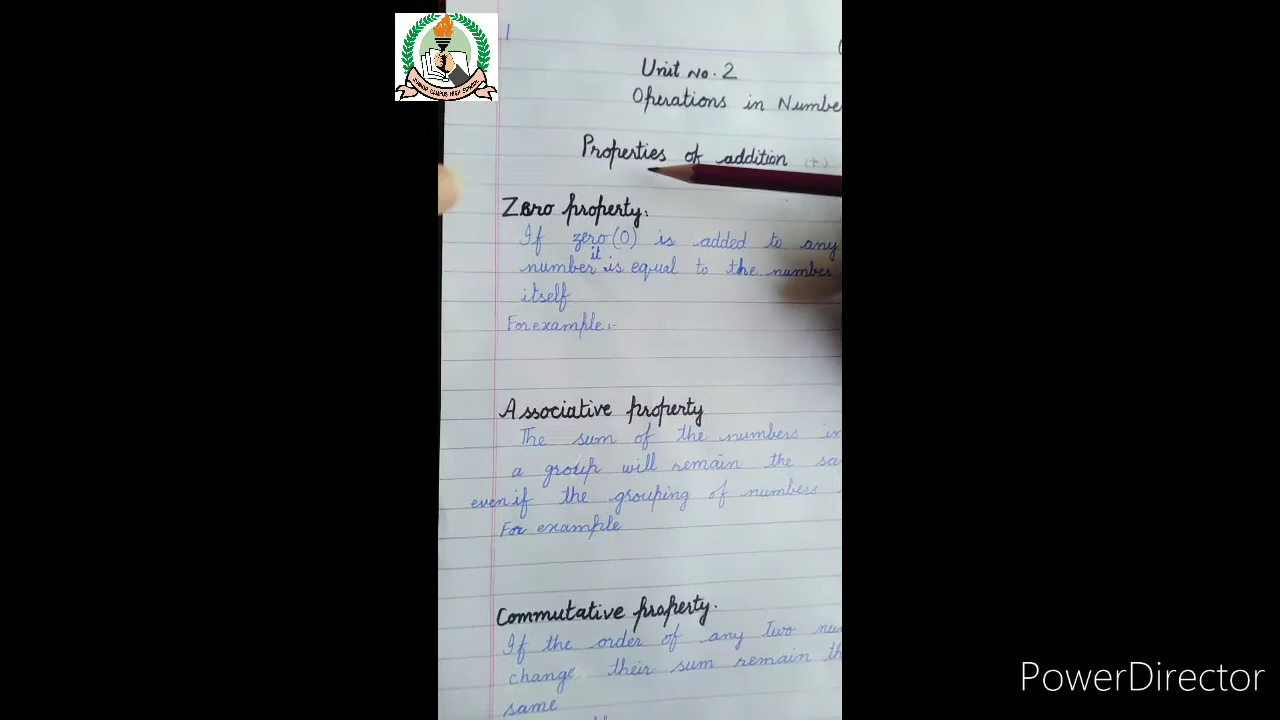 1
Unit No. 2
Operations in Numbe
Properties of addition (+)
Zero property.
If zero (0) is added to any
number it is equal to the number
itself
For example:-
Associative property
The sum of the numbers in
a group will remain the sa
even if the grouping of numbers
For example
Commutative property.
If the order of any two nu
change their sum remain th
same
PowerDirector